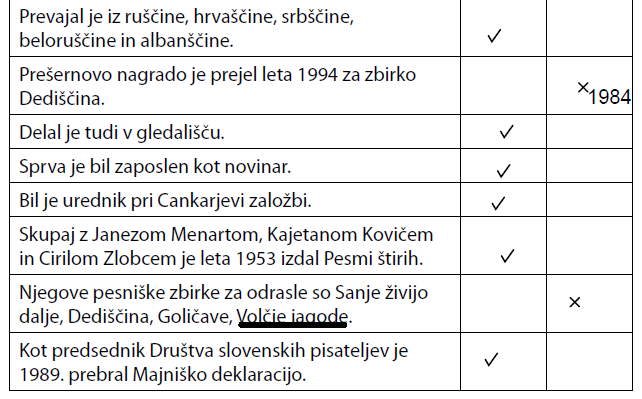 Prevajal je iz ruščine, hrvaščine, srbščine,
beloruščine in albanščine. ✓
Prešernovo nagrado je prejel leta 1994 za zbirko
Dediščina. × 1984
Delal je tudi v gledališču. ✓
Sprva je bil zaposlen kot novinar. ✓
Bil je urednik pri Cankarjevi založbi. ✓
Skupaj z Janezom Menartom, Kajetanom Kovičem
in Cirilom Zlobcem je leta 1953 izdal Pesmi štirih. ✓
Njegove pesniške zbirke za odrasle so Sanje živijo
dalje, Dediščina, Goličave, Volčje jagode. ×
Kot predsednik Društva slovenskih pisateljev je
1989. prebral Majniško deklaracijo. ✓